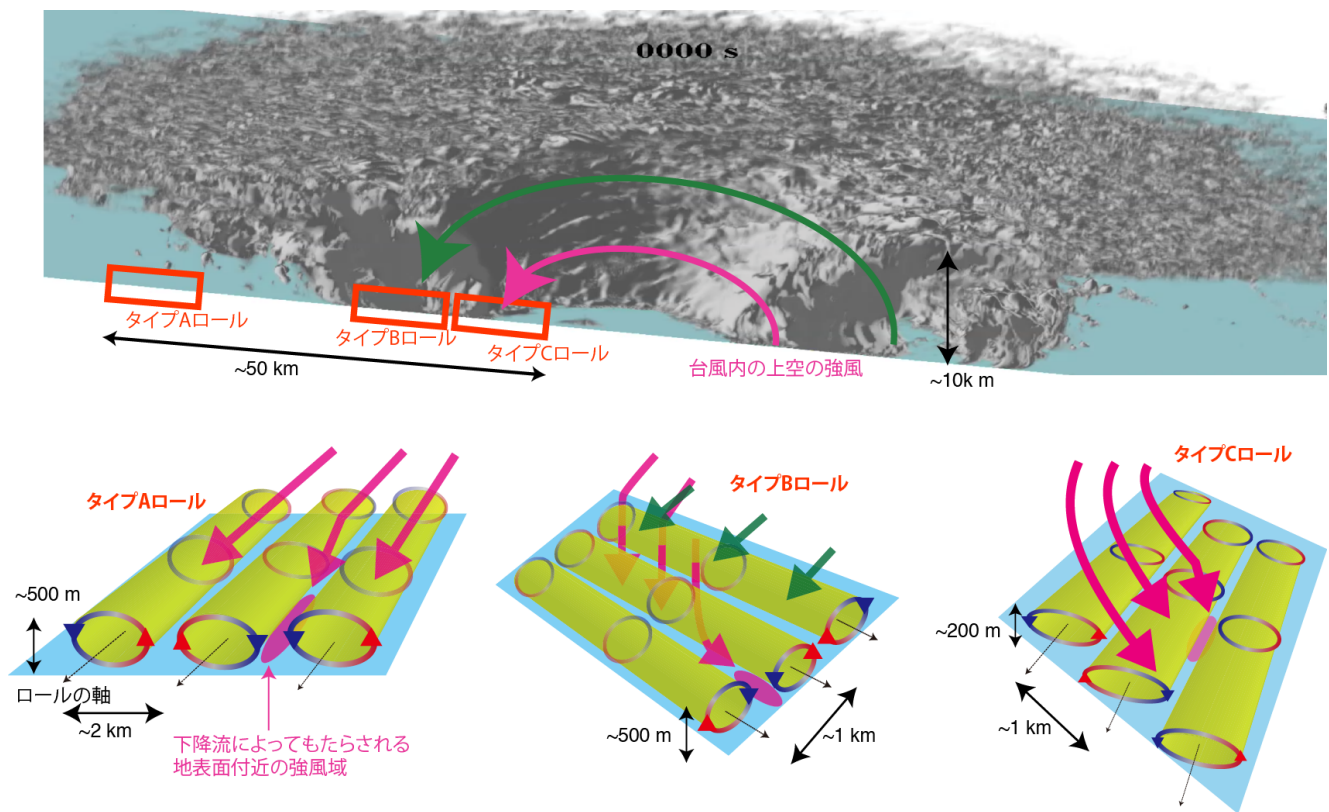 0000 s
タイプAロール
タイプBロール
タイプCロール
~50 km
台風内の上空の強風
~10k m
タイプAロール
~500 m
ロールの軸
~2 km
下降流によってもたらされる
地表面付近の強風域
タイプBロール
~500 m
~1 km
タイプCロール
~200 m
~1 km